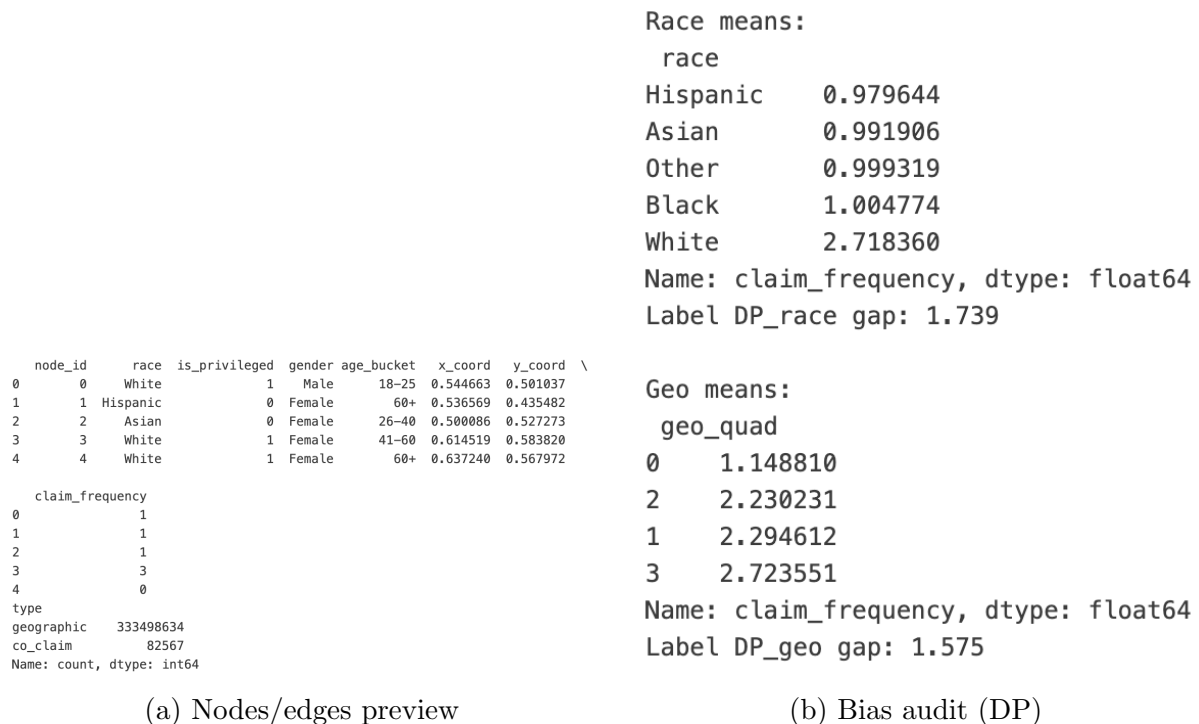 node_id race is_privileged gender age_bucket x_coord y_coord \
0 0 White 1 Male 18-25 0.544663 0.501037
1 1 Hispanic 0 Female 60+ 0.536569 0.435482
2 2 Asian 0 Female 26-40 0.500086 0.527273
3 3 White 1 Female 41-60 0.614519 0.583820
4 4 White 1 Female 60+ 0.637240 0.567972
claim_frequency
0 1
1 1
2 1
3 3
4 0
type
geographic 333498634
co_claim 82567
Name: count, dtype: int64
(a) Nodes/edges preview
Race means:
race
Hispanic 0.979644
Asian 0.991906
Other 0.999319
Black 1.004774
White 2.718360
Name: claim_frequency, dtype: float64
Label DP_race gap: 1.739
Geo means:
geo_quad
0 1.148810
2 2.230231
1 2.294612
3 2.723551
Name: claim_frequency, dtype: float64
Label DP_geo gap: 1.575
(b) Bias audit (DP)